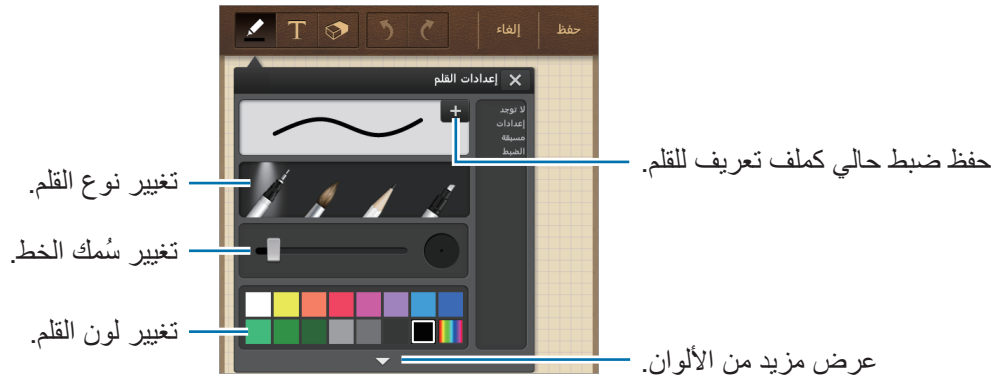 حفظ
إلغاء
T
إعدادات القلم
لا توجد
إعدادات
مسبقة
الضبط
حفظ ضبط حالي كملف تعريف للقلم.
تغيير نوع القلم.
تغيير سُمك الخط.
تغيير لون القلم.
عرض مزيد من الألوان.